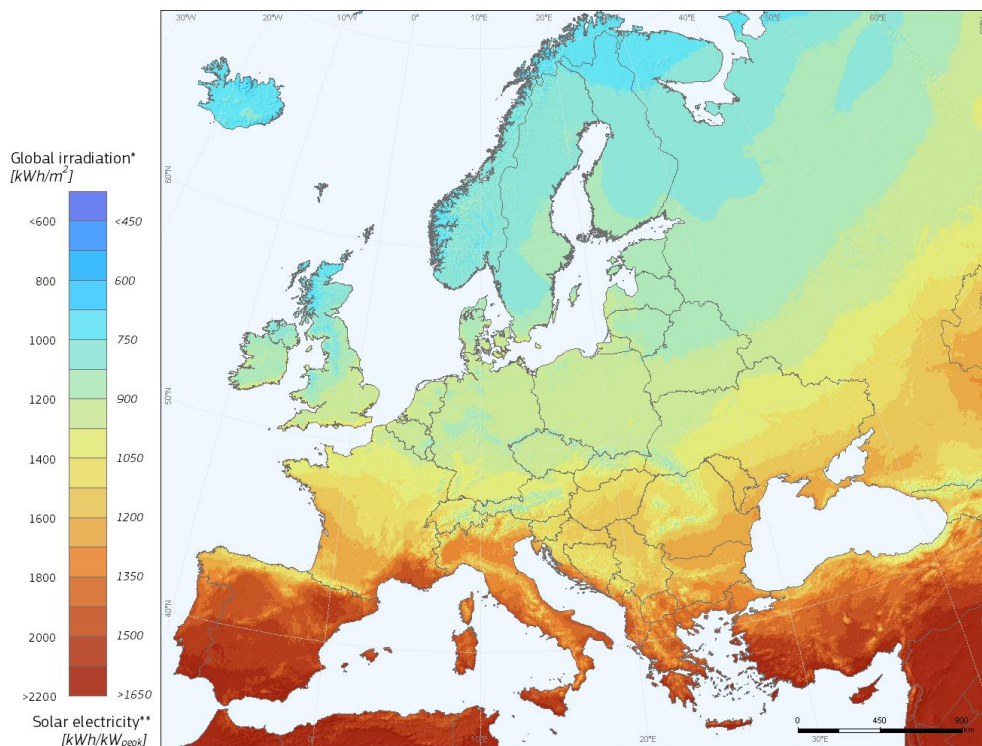 30°W 20°W 10°W 0° 10°E 20°E 30°E 40°E 50°E 60°E
60°N
50°N
40°N
Global irradiation*
[kWh/m²]
<600 <450
800 600
1000 750
1200 900
1400 1050
1600 1200
1800 1350
2000 1500
>2200 >1650
Solar electricity**
[kWh/kWpeak]
0° 10°E 20°E 30°E
0 450 900
km